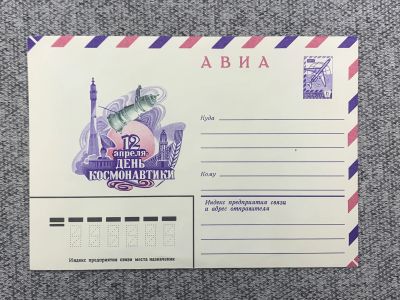 АВИА
12
апреля-
ДЕНЬ
КОСМОНАВТИКИ
Куда
Кому
Индекс предприятия связи
и адрес отправителя
Индекс предприятия связи места назначения